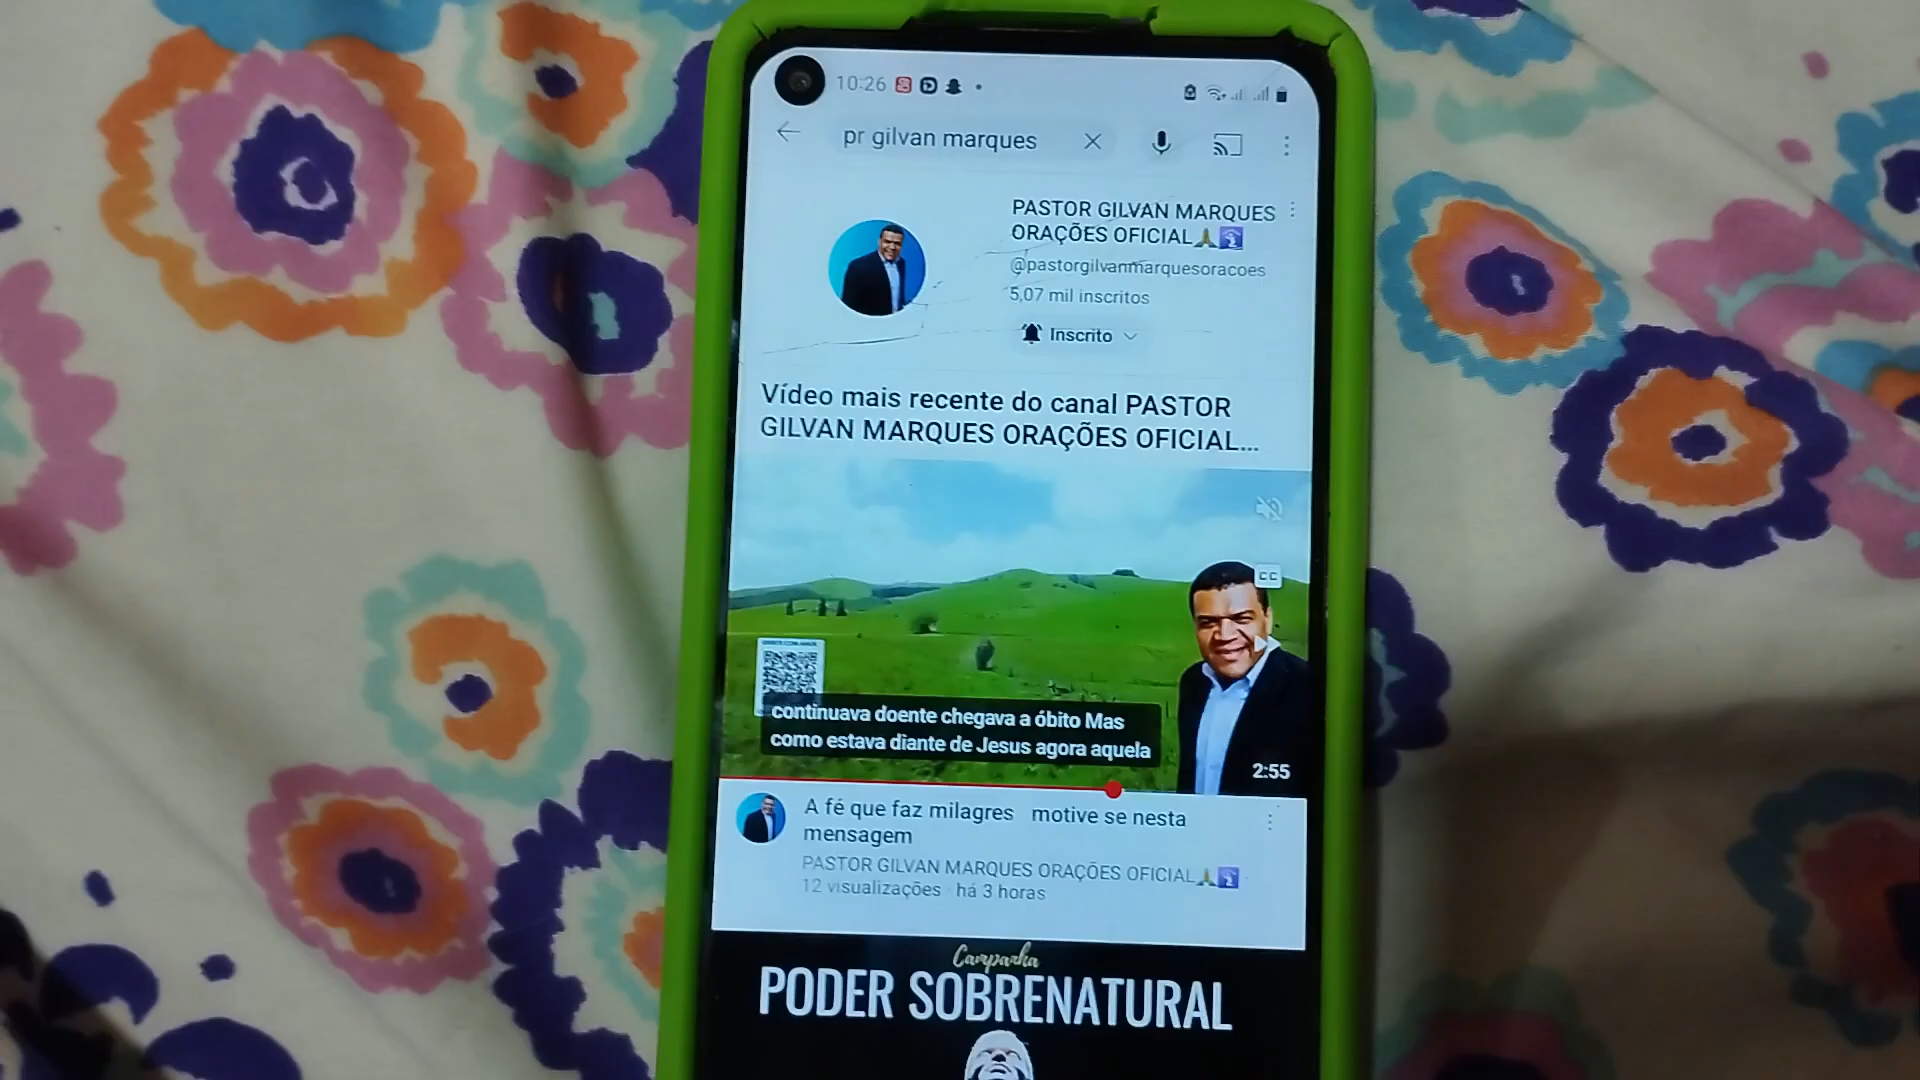 10:26
pr gilvan marques
PASTOR GILVAN MARQUES
ORAÇÕES OFICIAL🙏🛐
@pastorgilvanmarquesoracoes
5,07 mil inscritos
Inscrito
Vídeo mais recente do canal PASTOR
GILVAN MARQUES ORAÇÕES OFICIAL...
CC
continuava doente chegava a óbito Mas
como estava diante de Jesus agora aquela
2:55
A fé que faz milagres motive se nesta
mensagem
PASTOR GILVAN MARQUES ORAÇÕES OFICIAL🙏🛐
12 visualizações · há 3 horas
Campanha
PODER SOBRENATURAL